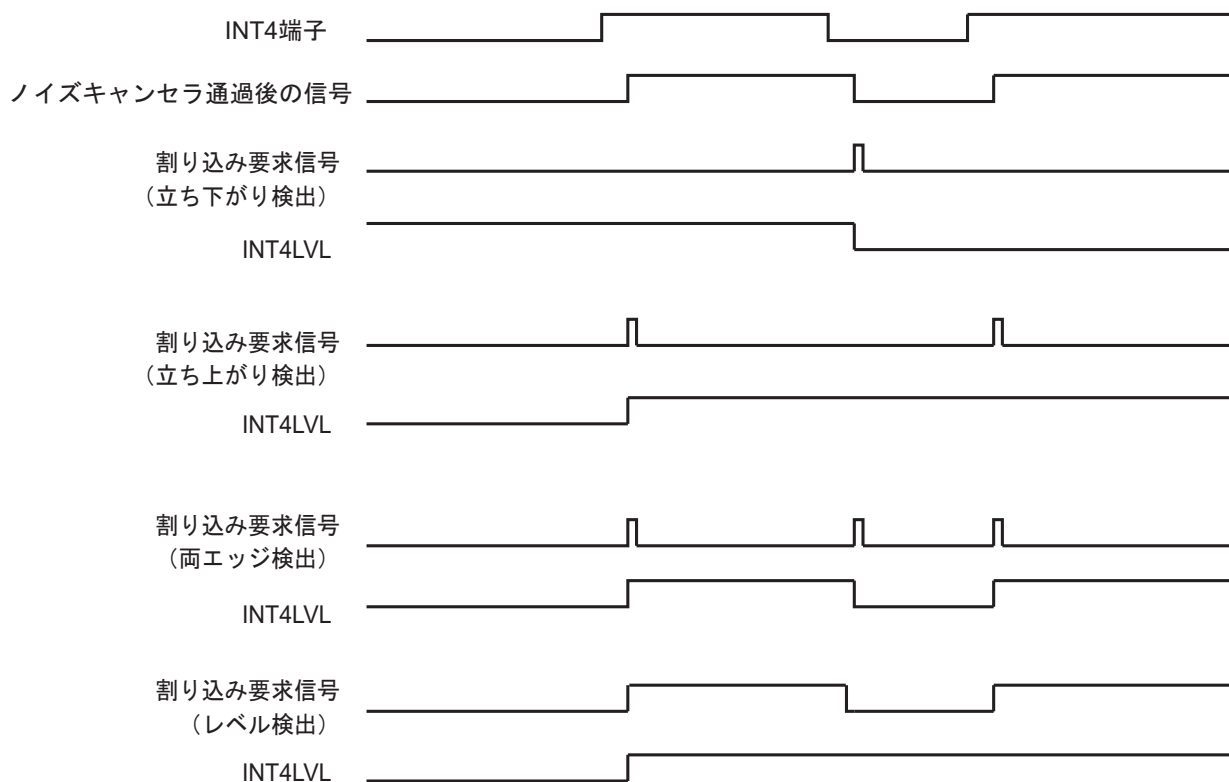 INT4端子
ノイズキャンセラ通過後の信号
割り込み要求信号
（立ち下がり検出）
INT4LVL
割り込み要求信号
（立ち上がり検出）
INT4LVL
割り込み要求信号
（両エッジ検出）
INT4LVL
割り込み要求信号
（レベル検出）
INT4LVL